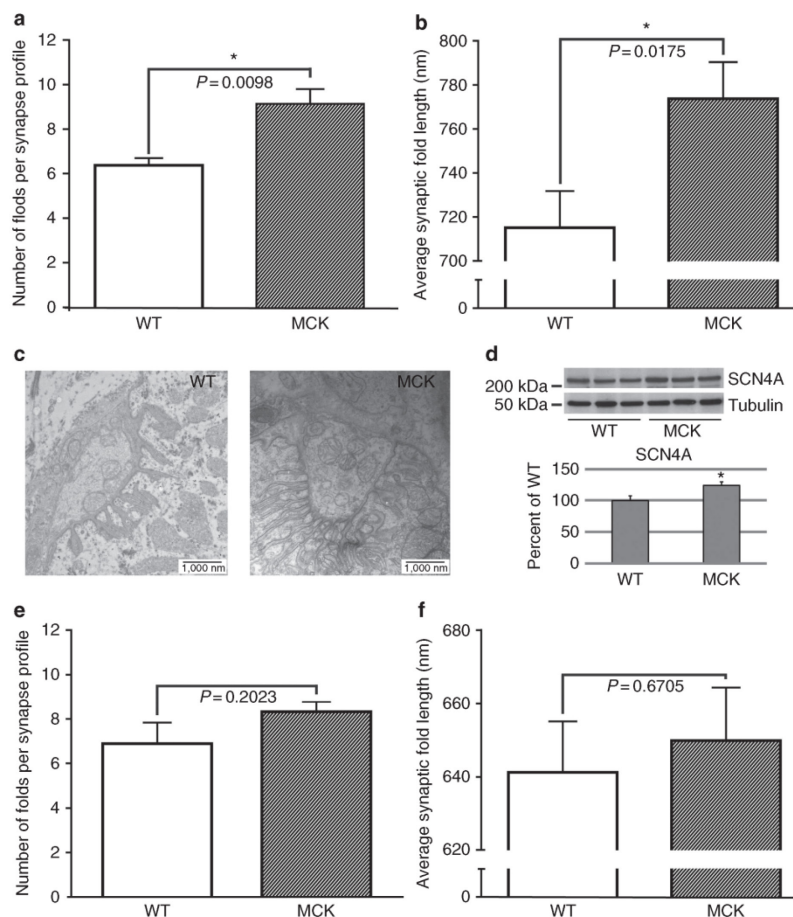 a
Number of flods per synapse profile
12
10
8
6
4
2
0
*
P=0.0098
WT MCK
b
Average synaptic fold length (nm)
800
780
760
740
720
700
0
*
P=0.0175
WT MCK
c
WT
1,000 nm
MCK
1,000 nm
d
200 kDa
50 kDa
SCN4A
Tubulin
WT MCK
SCN4A
Percent of WT
150
100
50
0
*
WT MCK
e
Number of folds per synapse profile
12
10
8
6
4
2
0
P=0.2023
WT MCK
f
Average synaptic fold length (nm)
680
660
640
620
0
P=0.6705
WT MCK